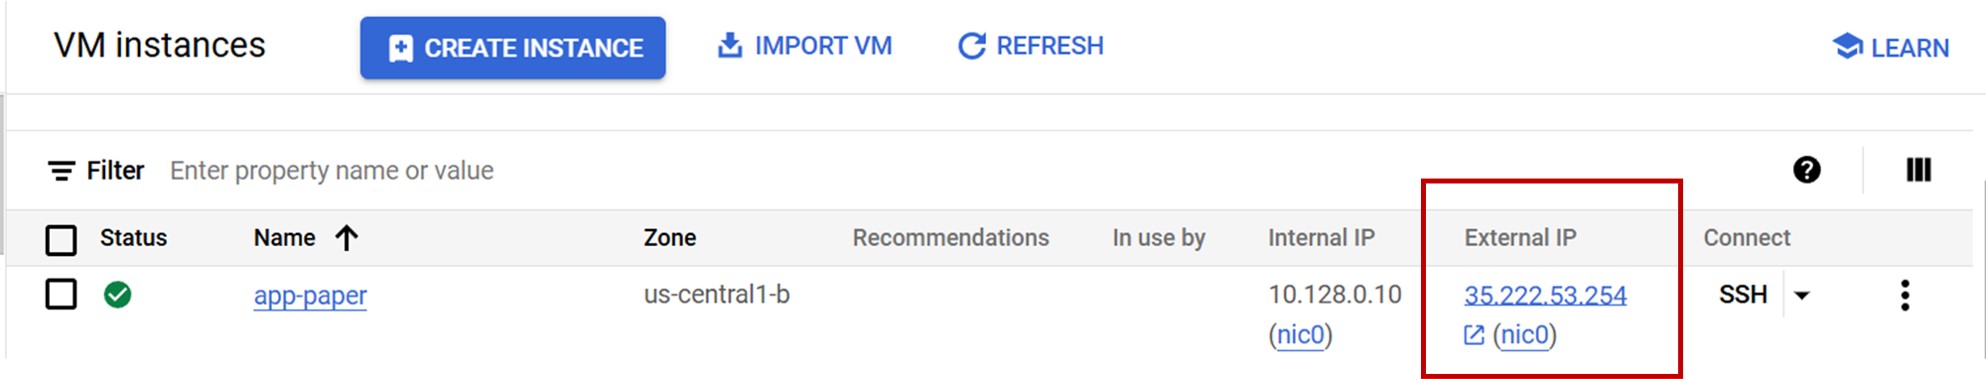 VM instances CREATE INSTANCE IMPORT VM REFRESH LEARN
Filter Enter property name or value
Status Name Zone Recommendations In use by Internal IP External IP Connect
app-paper us-central1-b 10.128.0.10 35.222.53.254 SSH
(nic0) (nic0)